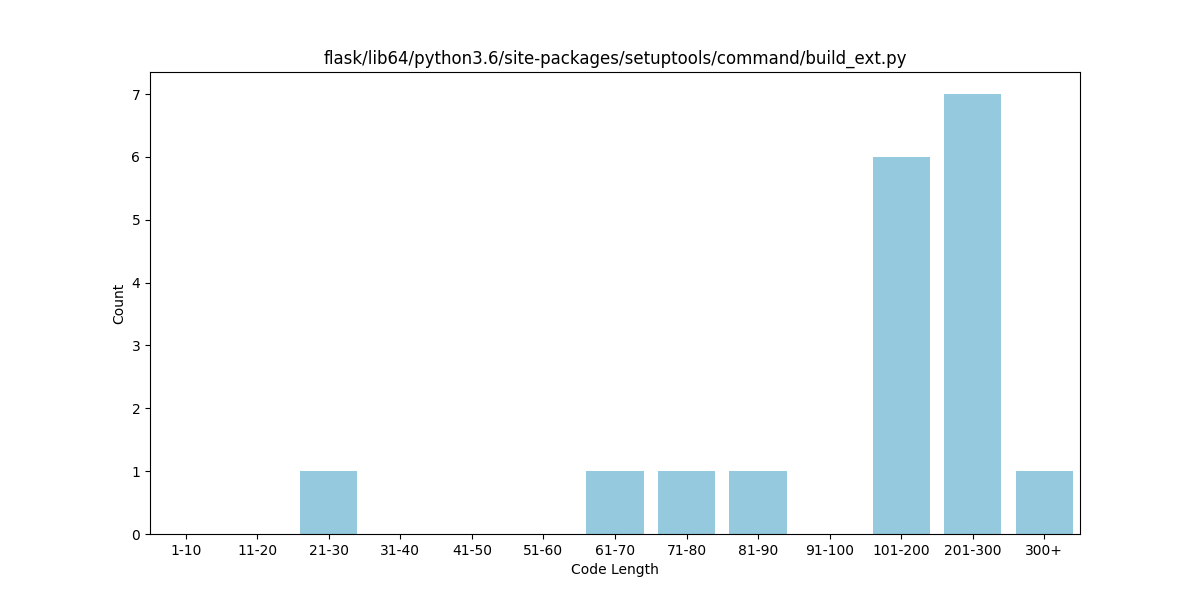 flask/lib64/python3.6/site-packages/setuptools/command/build_ext.py
7
6
5
4
3
2
1
0
Count
1-10 11-20 21-30 31-40 41-50 51-60 61-70 71-80 81-90 91-100 101-200 201-300 300+
Code Length